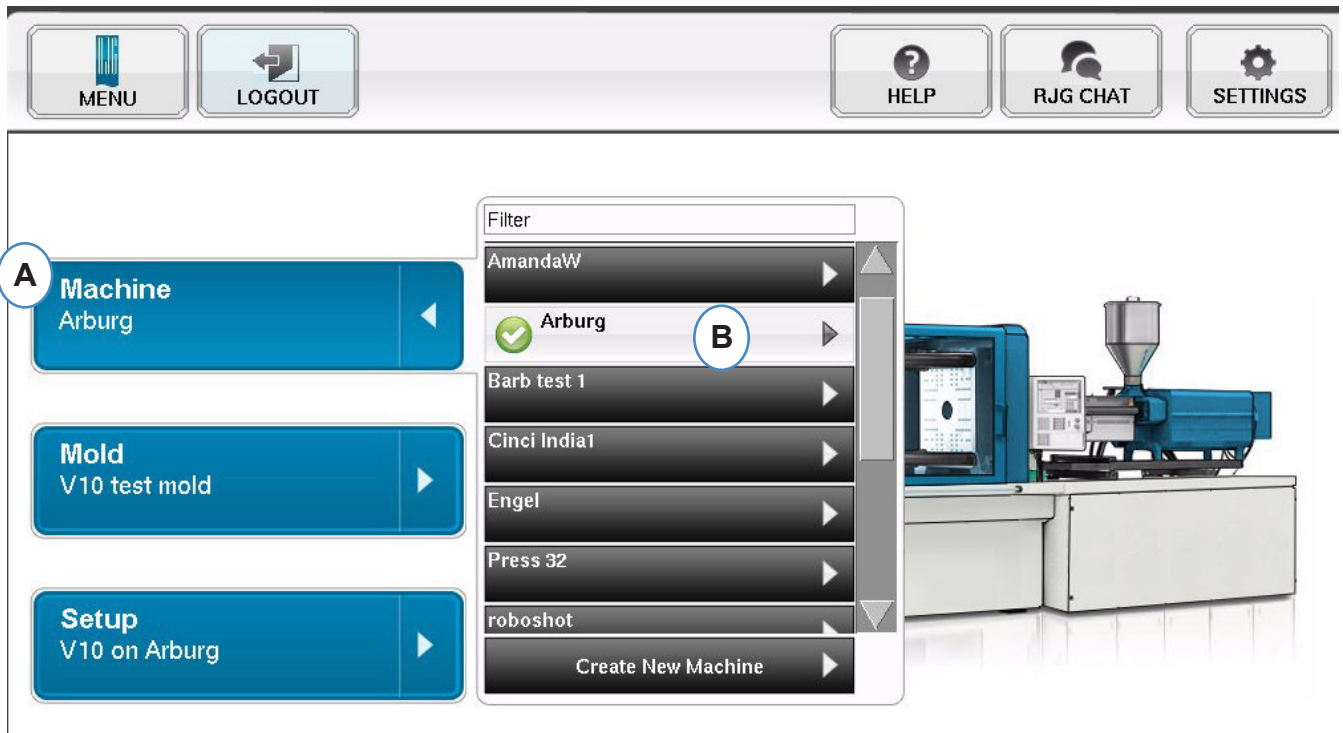 MENU
LOGOUT
HELP
RJG CHAT
SETTINGS
A
Machine
Arburg
Mold
V10 test mold
Setup
V10 on Arburg
Filter
AmandaW
Arburg
B
Barb test 1
Cinci India1
Engel
Press 32
roboshot
Create New Machine